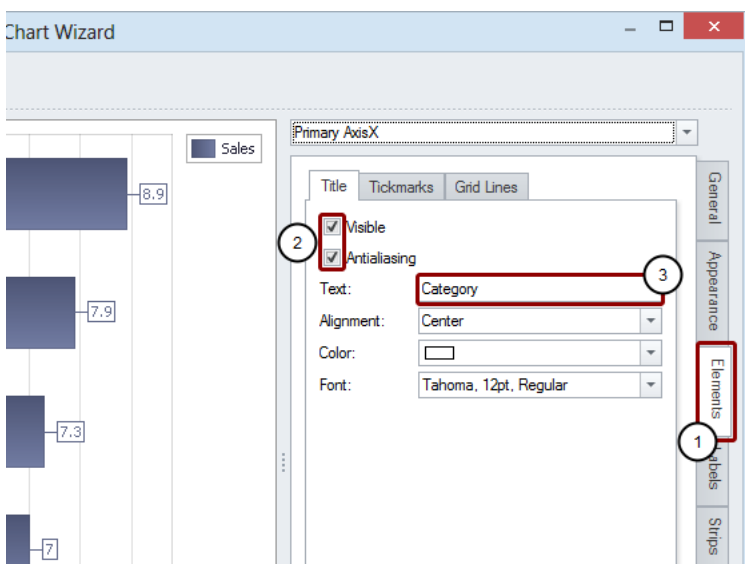 Chart Wizard
Sales
8.9
7.9
7.3
7
Primary AxisX
Title Tickmarks Grid Lines
2
Visible
Antialiasing
3
Text: Category
Alignment: Center
Color:
Font: Tahoma, 12pt, Regular
General
Appearance
Elements
1
Labels
Strips